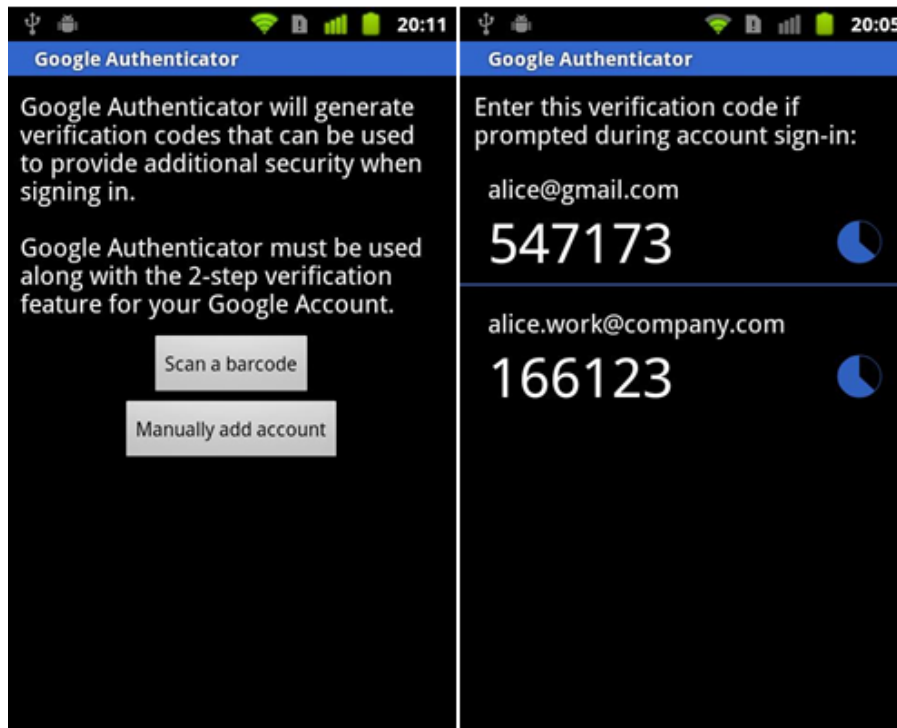 20:11
Google Authenticator
Google Authenticator will generate
verification codes that can be used
to provide additional security when
signing in.
Google Authenticator must be used
along with the 2-step verification
feature for your Google Account.
Scan a barcode
Manually add account
20:05
Google Authenticator
Enter this verification code if
prompted during account sign-in:
alice@gmail.com
547173
alice.work@company.com
166123